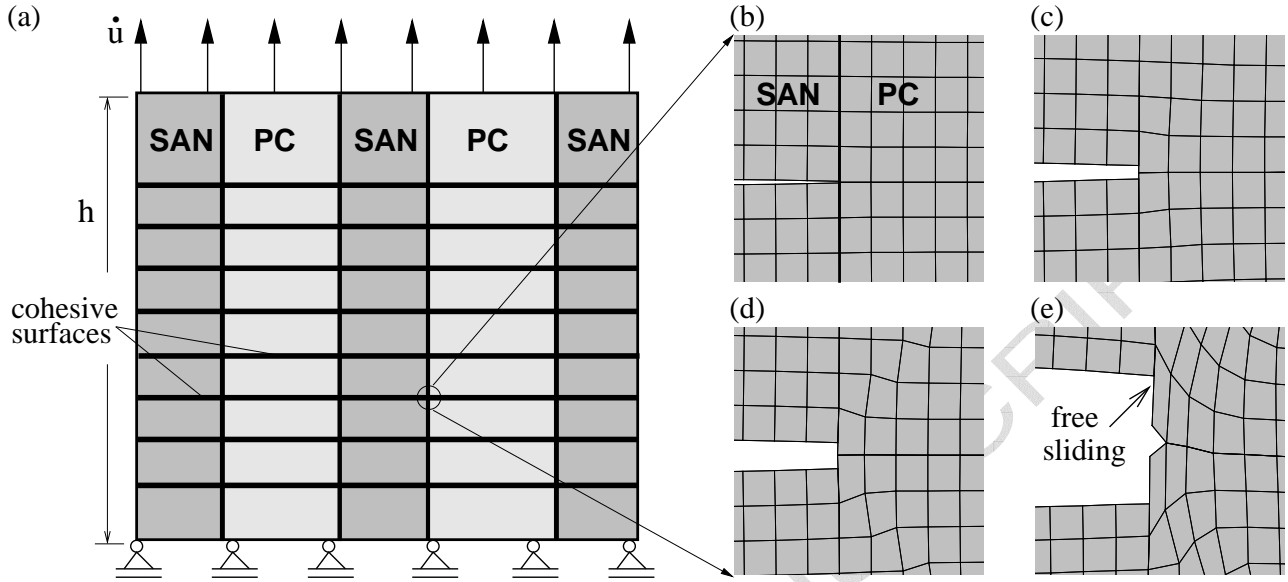 (a)
u̇
SAN PC SAN PC SAN
h
cohesive
surfaces
(b)
SAN PC
(c)
(d)
(e)
free
sliding